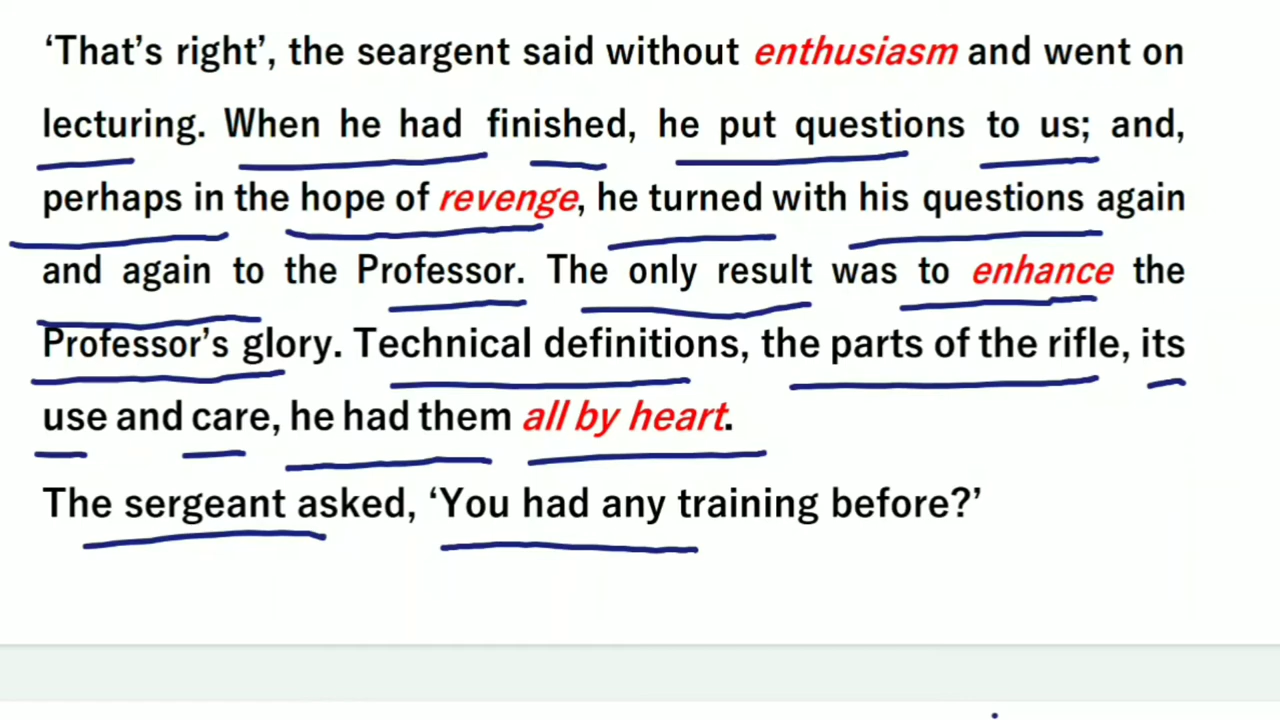 ‘That’s right’, the seargent said without enthusiasm and went on
lecturing. When he had finished, he put questions to us; and,
perhaps in the hope of revenge, he turned with his questions again
and again to the Professor. The only result was to enhance the
Professor’s glory. Technical definitions, the parts of the rifle, its
use and care, he had them all by heart.
The sergeant asked, ‘You had any training before?’